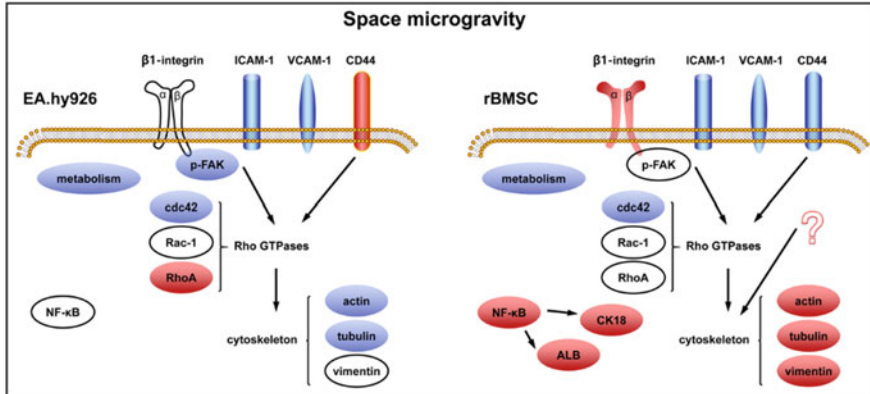 Space microgravity
EA.hy926
β1-integrin
ICAM-1
VCAM-1
CD44
α
β
p-FAK
metabolism
cdc42
Rac-1
RhoA
Rho GTPases
NF-κB
cytoskeleton
actin
tubulin
vimentin
rBMSC
β1-integrin
ICAM-1
VCAM-1
CD44
α
β
p-FAK
metabolism
cdc42
Rac-1
RhoA
Rho GTPases
?
NF-κB
CK18
ALB
cytoskeleton
actin
tubulin
vimentin